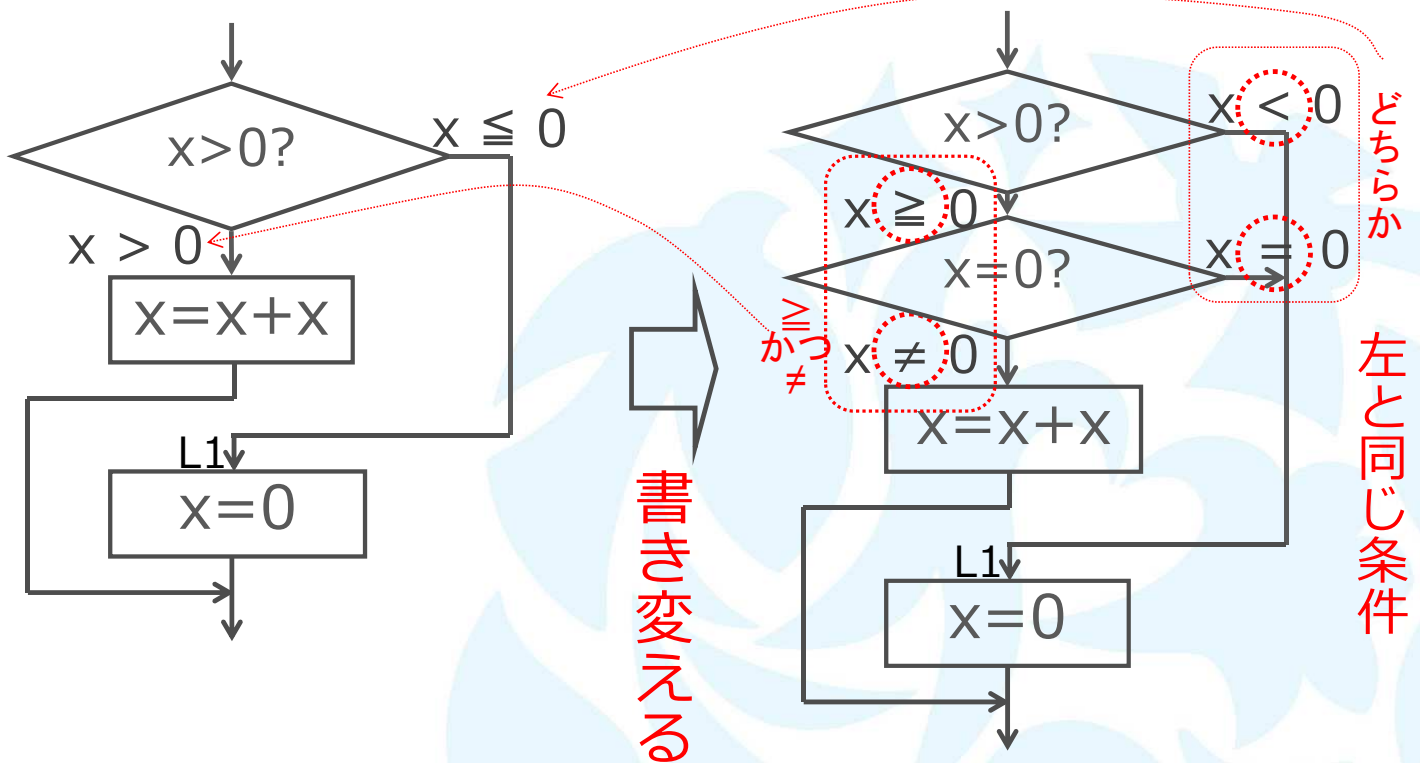 x>0?
x ≦ 0
x > 0
x=x+x
L1
x=0
書き変える
x>0?
x < 0
x ≧ 0
x=0?
x = 0
≧
かつ
≠
x ≠ 0
x=x+x
L1
x=0
どちらか
左と同じ条件